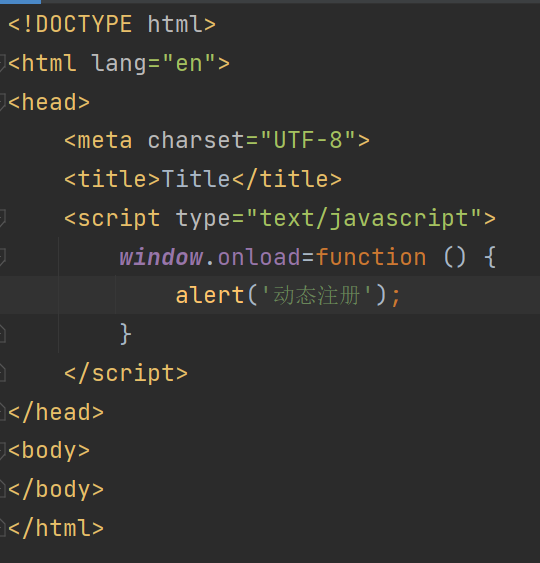 <!DOCTYPE html>
<html lang="en">
<head>
    <meta charset="UTF-8">
    <title>Title</title>
    <script type="text/javascript">
        window.onload=function () {
            alert('动态注册');
        }
    </script>
</head>
<body>
</body>
</html>